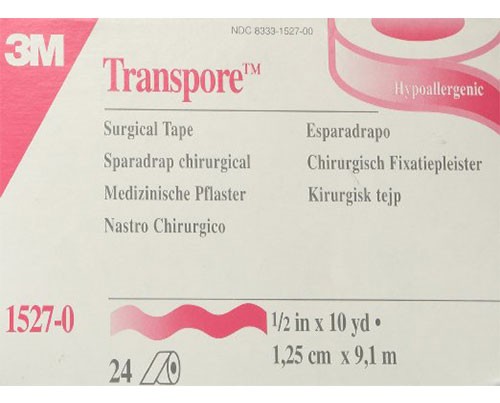 NDC 8333-1527-00
3M
Transpore™
Hypoallergenic
Surgical Tape
Esparadrapo
Sparadrap chirurgical
Chirurgisch Fixatiepleister
Medizinische Pflaster
Kirurgisk tejp
Nastro Chirurgico
1527-0
1/2 in x 10 yd •
1,25 cm x 9,1 m
24